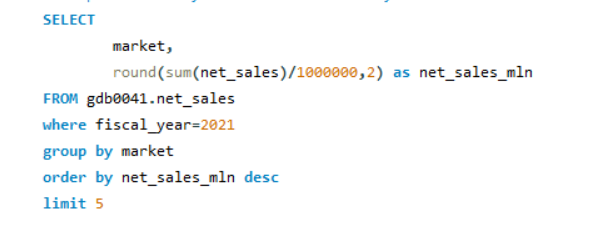 SELECT
market,
round(sum(net_sales)/1000000,2) as net_sales_mln
FROM gdb0041.net_sales
where fiscal_year=2021
group by market
order by net_sales_mln desc
limit 5